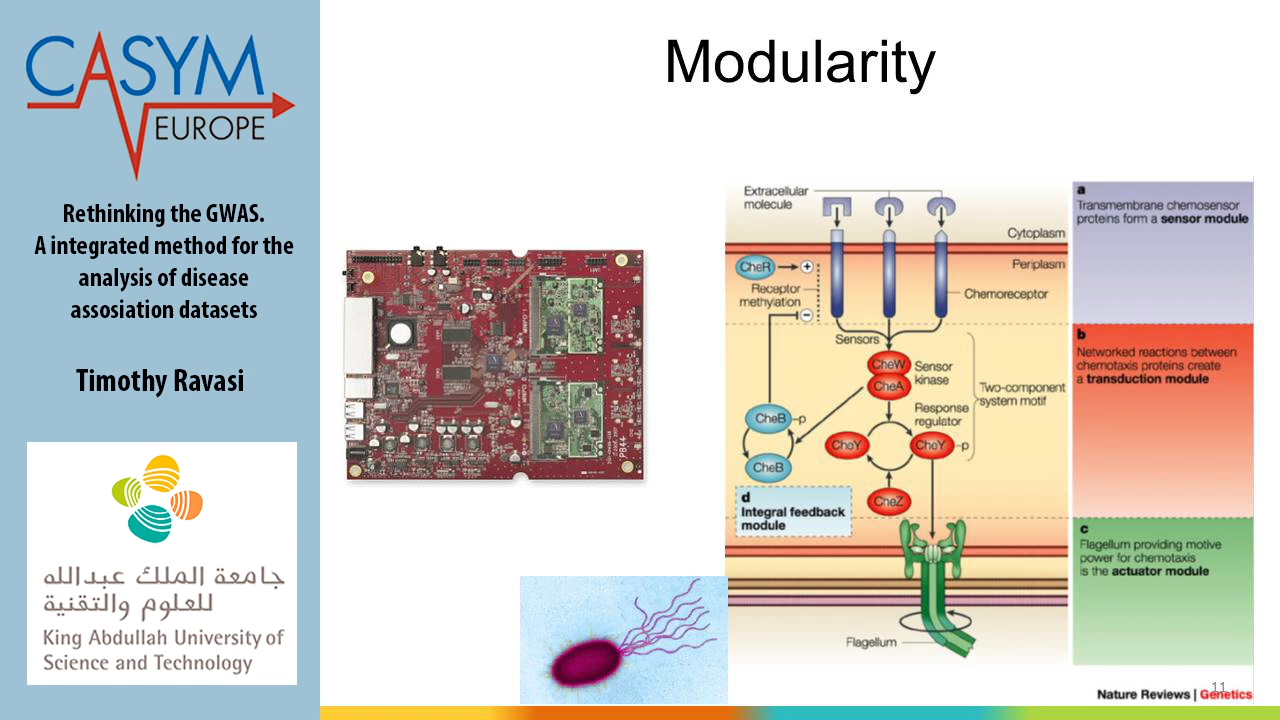 CASYM
EUROPE
Rethinking the GWAS.
A integrated method for the
analysis of disease
assosiation datasets
Timothy Ravasi
جامعة الملك عبدالله
للعلوم والتقنية
King Abdullah University of
Science and Technology
Modularity
PB44
Extracellular
molecule
Cytoplasm
Periplasm
CheR
+
Receptor
methylation
−
Chemoreceptor
Sensors
CheW
CheA
Sensor
kinase
Two-component
system motif
Response
regulator
CheB
p
CheB
CheY
CheY
p
CheZ
d
Integral feedback
module
Flagellum
a
Transmembrane chemosensor
proteins form a sensor module
b
Networked reactions between
chemotaxis proteins create
a transduction module
c
Flagellum providing motive
power for chemotaxis
is the actuator module
11
Nature Reviews | Genetics